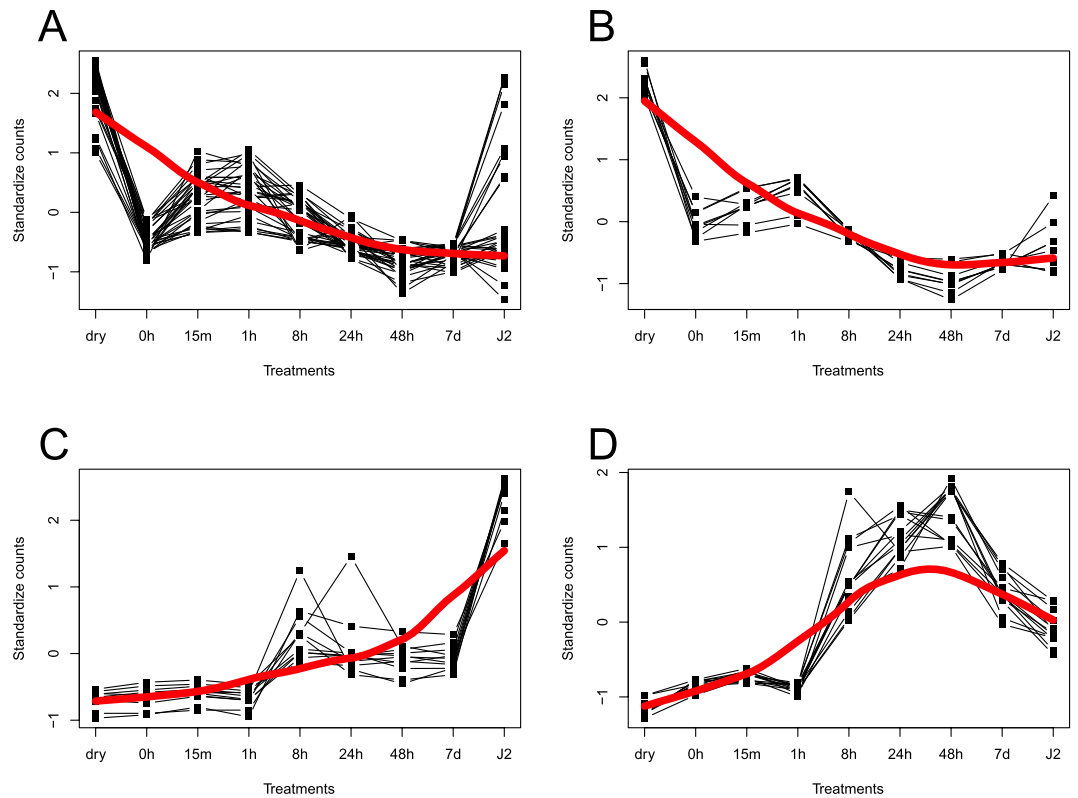 A
Standardize counts
2
1
0
−1
dry 0h 15m 1h 8h 24h 48h 7d J2
Treatments
B
Standardize counts
2
1
0
−1
dry 0h 15m 1h 8h 24h 48h 7d J2
Treatments
C
Standardize counts
2
1
0
−1
dry 0h 15m 1h 8h 24h 48h 7d J2
Treatments
D
Standardize counts
2
1
0
−1
dry 0h 15m 1h 8h 24h 48h 7d J2
Treatments